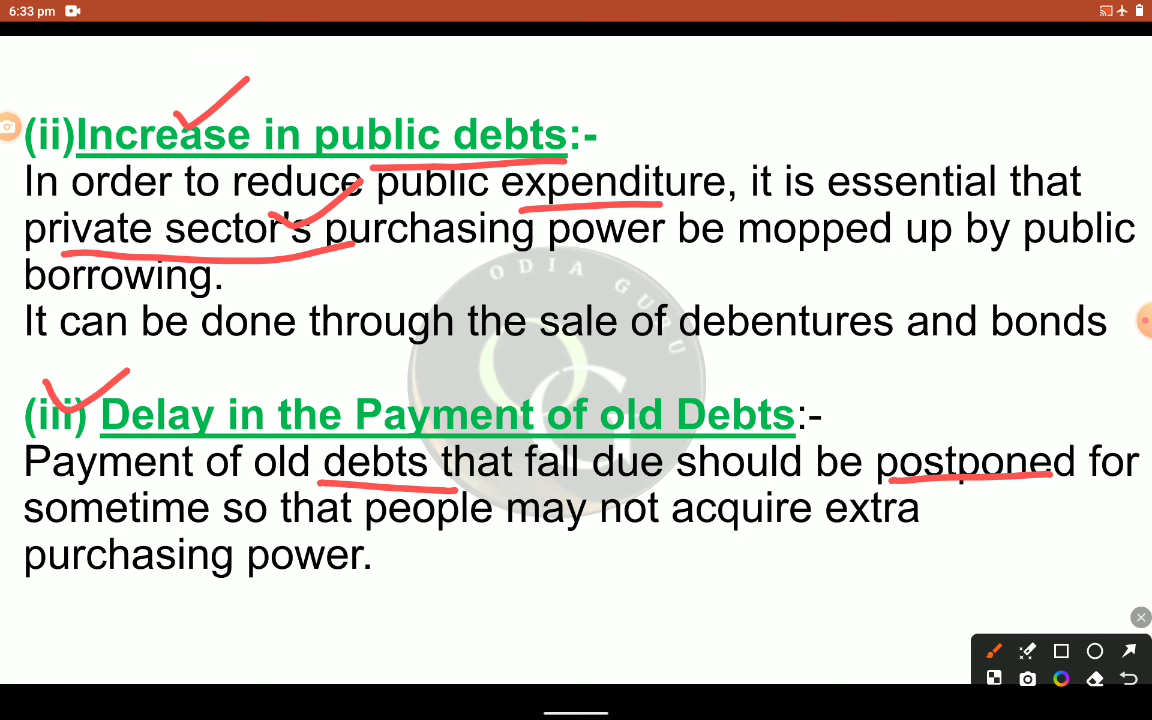 6:33 pm
(ii)Increase in public debts:-
In order to reduce public expenditure, it is essential that
private sector's purchasing power be mopped up by public
borrowing.
It can be done through the sale of debentures and bonds
ODIA GURU
OG
(iii) Delay in the Payment of old Debts:-
Payment of old debts that fall due should be postponed for
sometime so that people may not acquire extra
purchasing power.